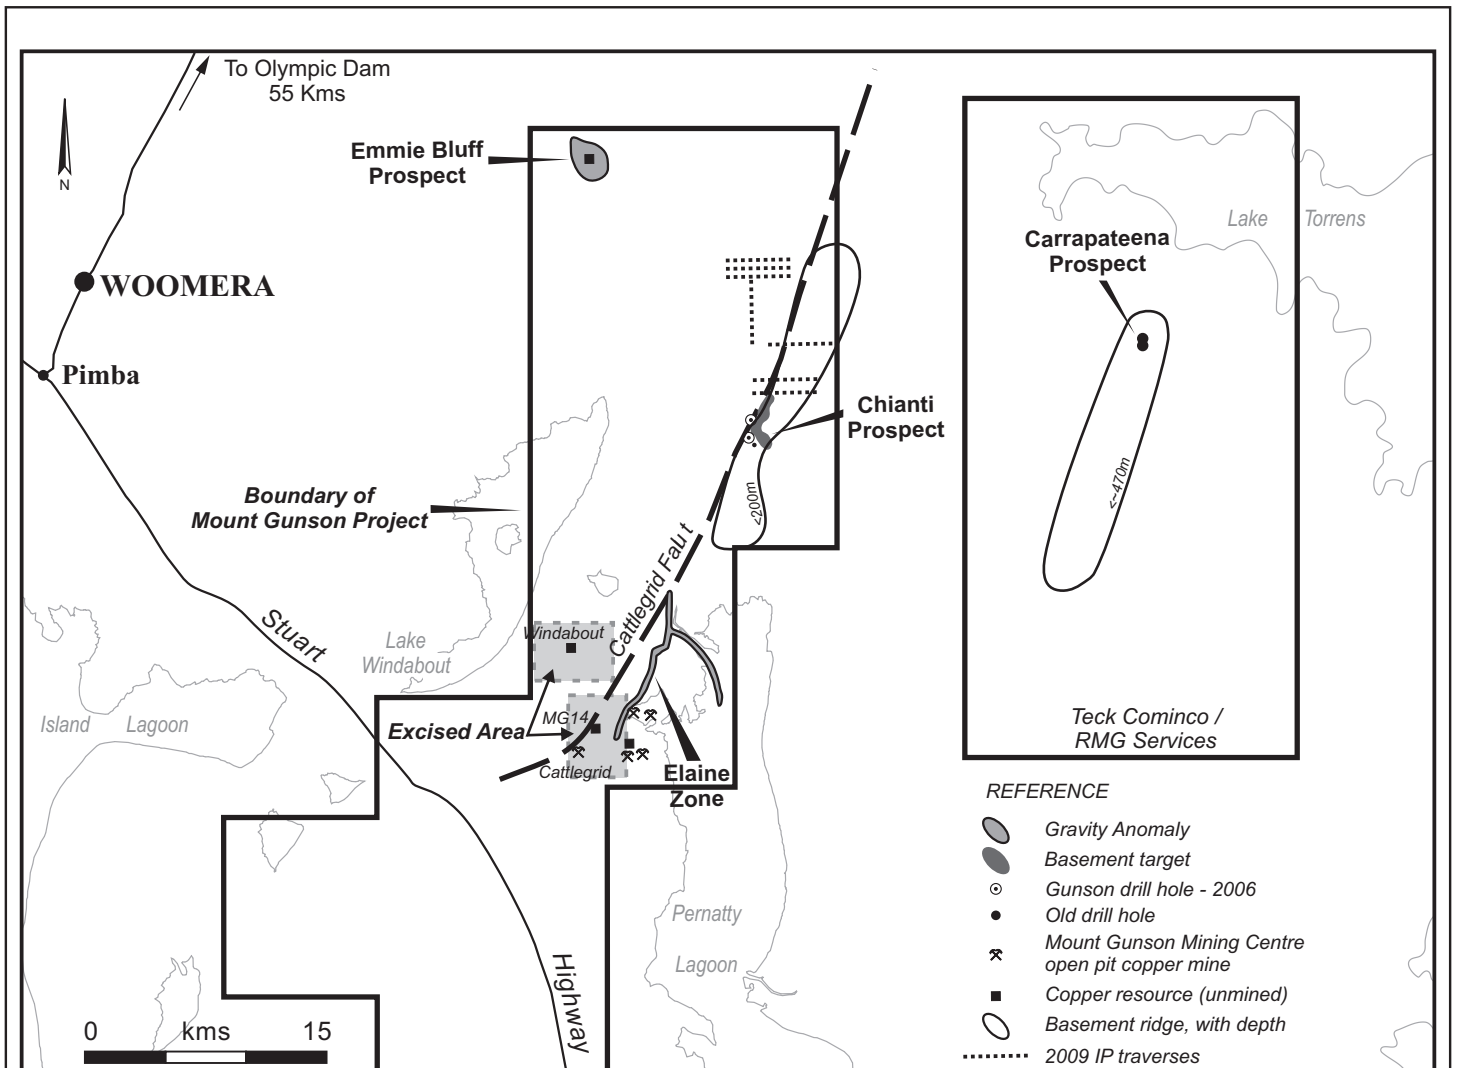 To Olympic Dam
55 Kms
N
Emmie Bluff
Prospect
WOOMERA
Pimba
Lake Torrens
Carrapateena
Prospect
Chianti
Prospect
<~470m
<200m
Boundary of
Mount Gunson Project
Cattlegrid Fault
Stuart
Lake
Windabout
Windabout
Island Lagoon
MG14
Excised Area
Cattlegrid
Elaine
Zone
Teck Cominco /
RMG Services
REFERENCE
Gravity Anomaly
Basement target
Gunson drill hole - 2006
Old drill hole
Mount Gunson Mining Centre
open pit copper mine
Copper resource (unmined)
Basement ridge, with depth
2009 IP traverses
Pernatty
Lagoon
Highway
0 kms 15